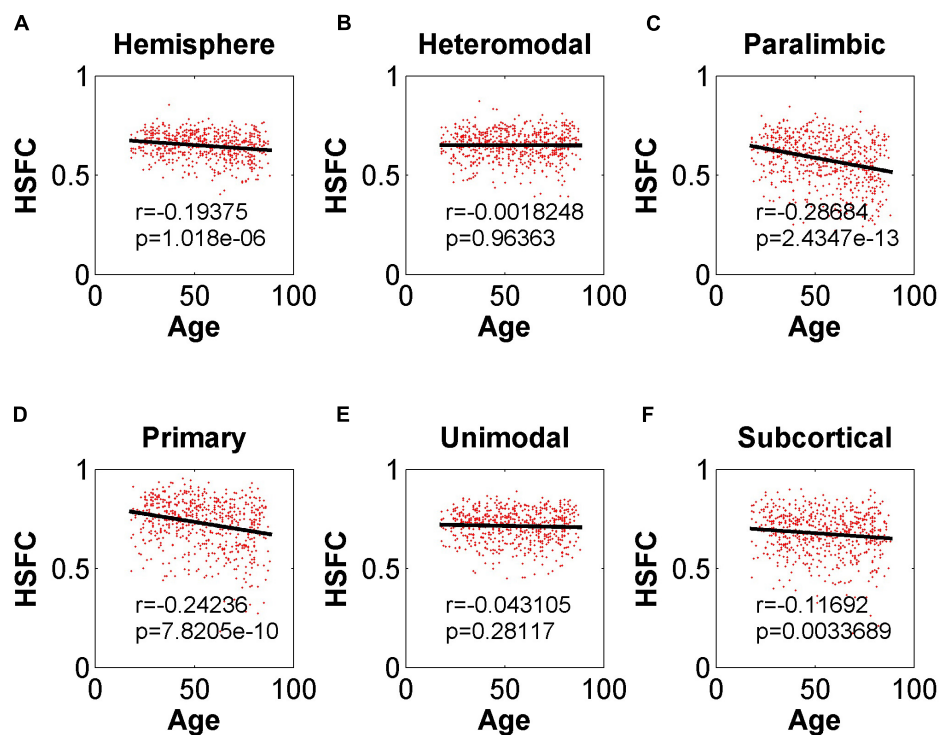 A
Hemisphere
1
0.5
0
HSFC
r=-0.19375
p=1.018e-06
0
50
100
Age
B
Heteromodal
1
0.5
0
HSFC
r=-0.0018248
p=0.96363
0
50
100
Age
C
Paralimbic
1
0.5
0
HSFC
r=-0.28684
p=2.4347e-13
0
50
100
Age
D
Primary
1
0.5
0
HSFC
r=-0.24236
p=7.8205e-10
0
50
100
Age
E
Unimodal
1
0.5
0
HSFC
r=-0.043105
p=0.28117
0
50
100
Age
F
Subcortical
1
0.5
0
HSFC
r=-0.11692
p=0.0033689
0
50
100
Age